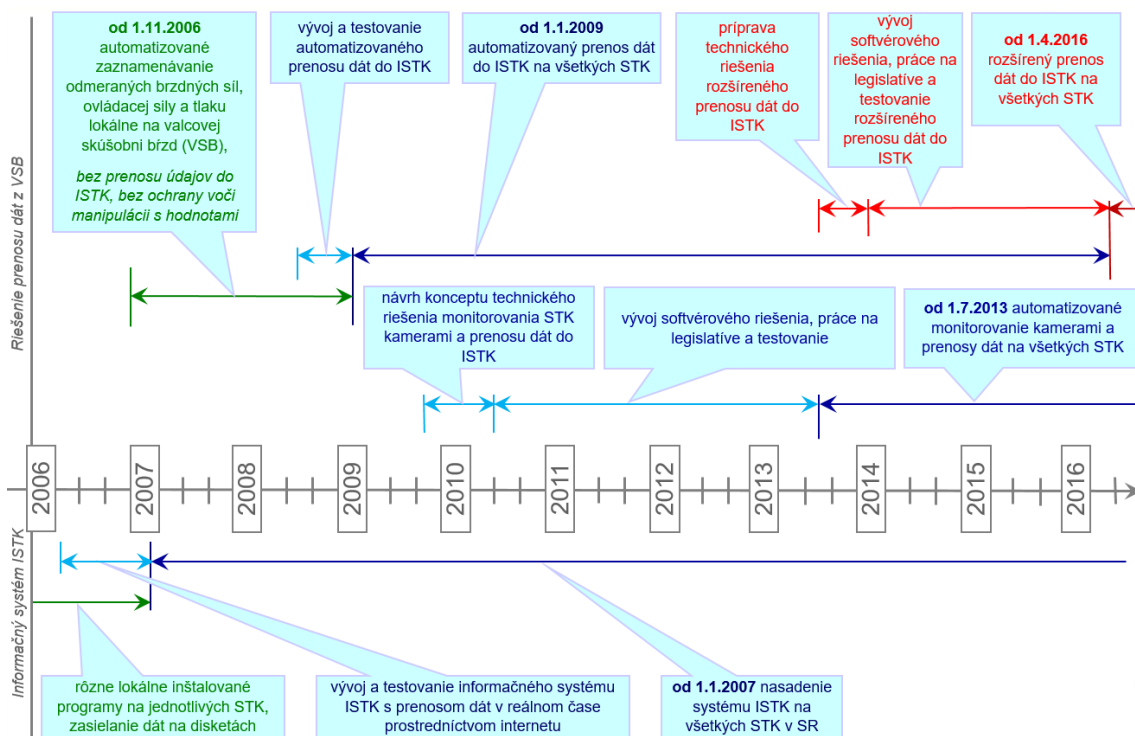 od 1.11.2006
automatizované
zaznamenávanie
odmeraných brzdných síl,
ovládacej sily a tlaku
lokálne na valcovej
skúšobni bŕzd (VSB),
bez prenosu údajov do
ISTK, bez ochrany voči
manipulácii s hodnotami
vývoj a testovanie
automatizovaného
prenosu dát do ISTK
od 1.1.2009
automatizovaný prenos dát
do ISTK na všetkých STK
príprava
technického
riešenia
rozšíreného
prenosu dát do
ISTK
vývoj
softvérového
riešenia, práce na
legislatíve a
testovanie
rozšíreného
prenosu dát do
ISTK
od 1.4.2016
rozšírený prenos
dát do ISTK na
všetkých STK
Riešenie prenosu dát z VSB
návrh konceptu technického
riešenia monitorovania STK
kamerami a prenosu dát do
ISTK
vývoj softvérového riešenia, práce na
legislatíve a testovanie
od 1.7.2013 automatizované
monitorovanie kamerami a
prenosy dát na všetkých STK
2006
2007
2008
2009
2010
2011
2012
2013
2014
2015
2016
Informačný systém ISTK
rôzne lokálne inštalované
programy na jednotlivých STK,
zasielanie dát na disketách
vývoj a testovanie informačného systému
ISTK s prenosom dát v reálnom čase
prostredníctvom internetu
od 1.1.2007 nasadenie
systému ISTK na
všetkých STK v SR